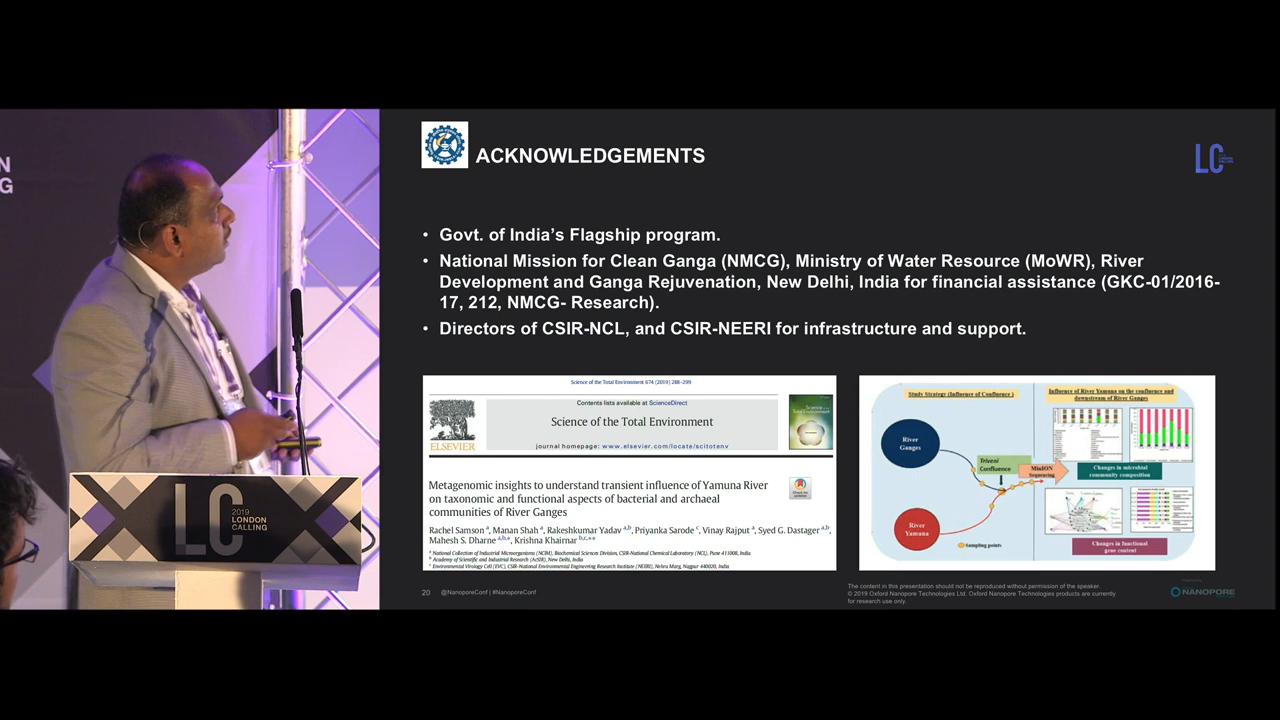 N
G
LC
2019
LONDON
CALLING
ACKNOWLEDGEMENTS
LC
LONDON
CALLING
• Govt. of India’s Flagship program.
• National Mission for Clean Ganga (NMCG), Ministry of Water Resource (MoWR), River
Development and Ganga Rejuvenation, New Delhi, India for financial assistance (GKC-01/2016-
17, 212, NMCG- Research).
• Directors of CSIR-NCL, and CSIR-NEERI for infrastructure and support.
Science of the Total Environment 674 (2019) 288–299
Contents lists available at ScienceDirect
Science of the Total Environment
journal homepage: www.elsevier.com/locate/scitotenv
ELSEVIER
Metagenomic insights to understand transient influence of Yamuna River
on taxonomic and functional aspects of bacterial and archaeal
communities of River Ganges
Check for
updates
Rachel Samson a, Manan Shah a, Rakeshkumar Yadav a,b, Priyanka Sarode c, Vinay Rajput a, Syed G. Dastager a,b,
Mahesh S. Dharne a,b,*, Krishna Khairnar b,c,**
a National Collection of Industrial Microorganisms (NCIM), Biochemical Sciences Division, CSIR-National Chemical Laboratory (NCL), Pune 411008, India
b Academy of Scientific and Industrial Research (AcSIR), New Delhi, India
c Environmental Virology Cell (EVC), CSIR-National Environmental Engineering Research Institute (NEERI), Nehru Marg, Nagpur 440020, India
Study Strategy (Influence of Confluence )
Influence of River Yamuna on the confluence and
downstream of River Ganges
River
Ganges
Triveni
Confluence
MinION
Sequencing
River
Yamuna
Sampling points
Changes in microbial
community composition
Changes in functional
gene content
20
@NanoporeConf | #NanoporeConf
The content in this presentation should not be reproduced without permission of the speaker.
© 2019 Oxford Nanopore Technologies Ltd. Oxford Nanopore Technologies products are currently
for research use only.
NANOPORE